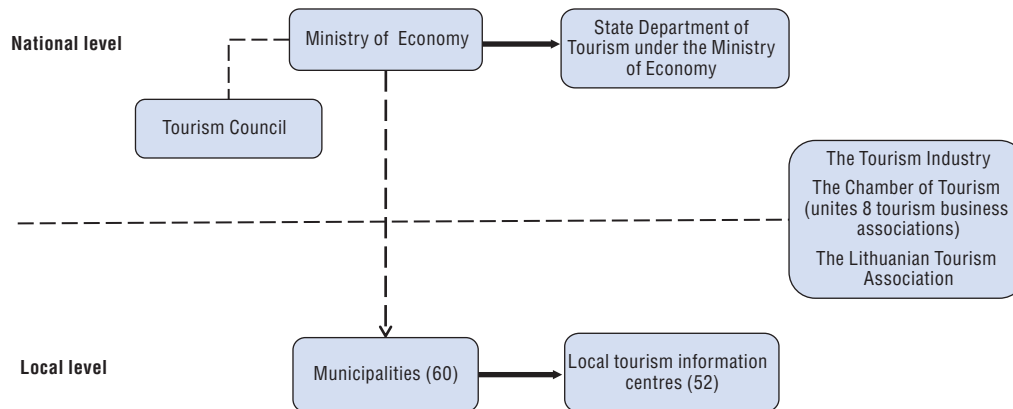 National level
Ministry of Economy
State Department of
Tourism under the Ministry
of Economy
Tourism Council
The Tourism Industry
The Chamber of Tourism
(unites 8 tourism business
associations)
The Lithuanian Tourism
Association
Local level
Municipalities (60)
Local tourism information
centres (52)